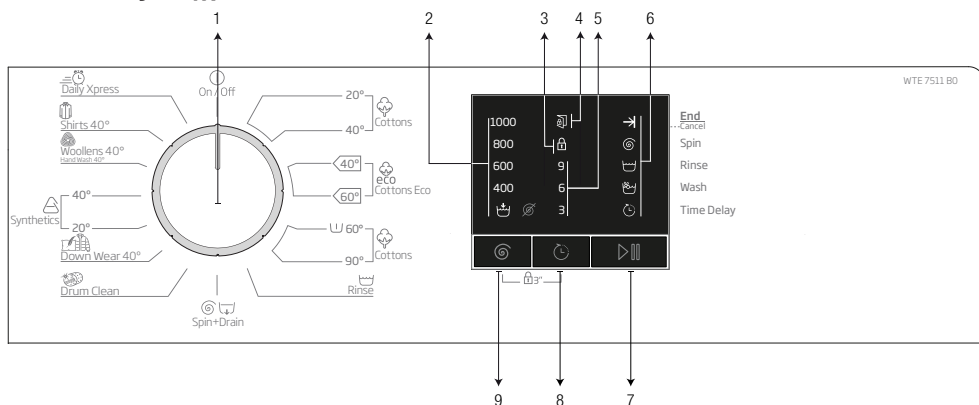 1
2
3
4
5
6
WTE 7511 B0
On / Off
Daily Xpress
Shirts 40°
Woollens 40°
Hand Wash 40°
Synthetics
40°
20°
Down Wear 40°
Drum Clean
Spin+Drain
20°
40°
Cottons
40°
60°
eco
Cottons Eco
60°
90°
Cottons
Rinse
1000
800
600
400
9
6
3
End
Cancel
Spin
Rinse
Wash
Time Delay
3"
9
8
7